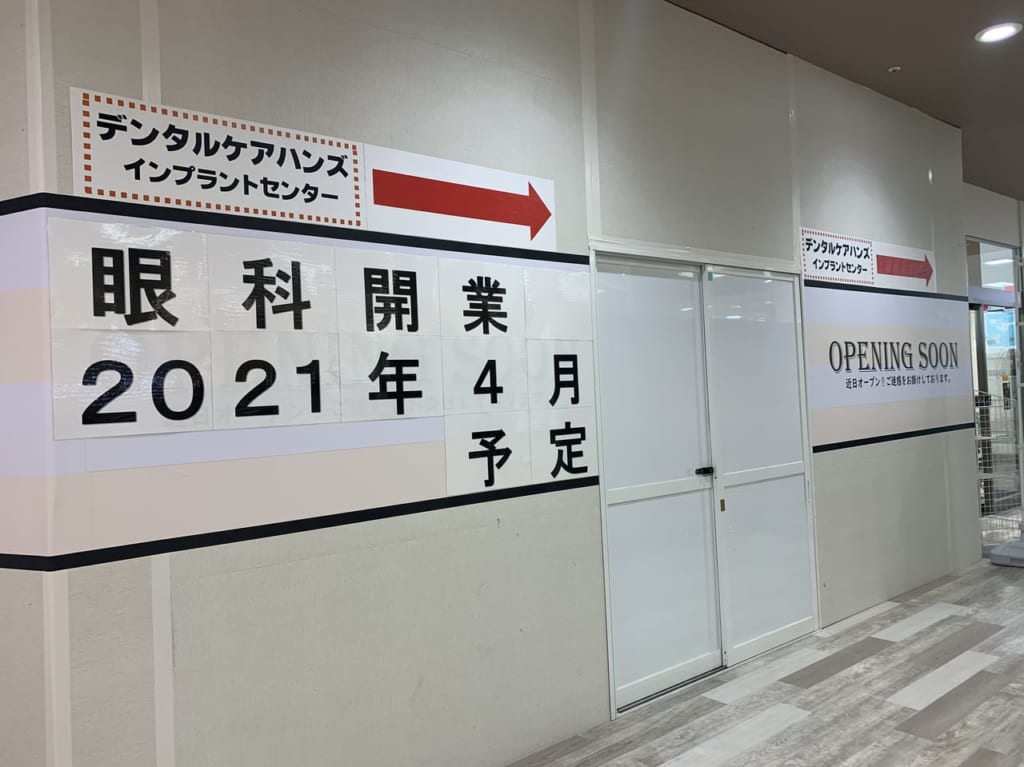 デンタルケアハンズ
インプラントセンター
眼科開業
2021年4月
予定
デンタルケアハンズ
インプラントセンター
OPENING SOON
近日オープン!!ご迷惑をお掛けしております。